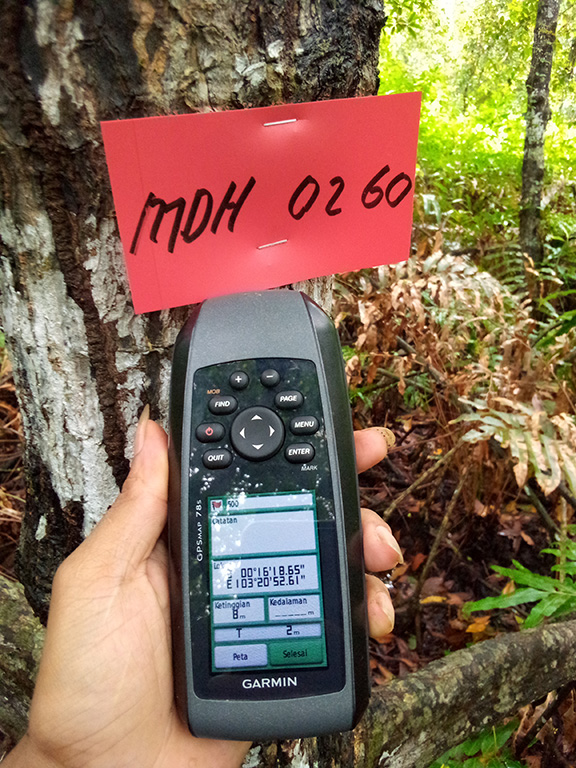 MDH 0260
MOB
FIND
PAGE
MENU
QUIT
ENTER
MARK
GPSMAP 78s
500
Catatan
00°16'18.65"
E103°20'52.61"
Ketinggian
Kedalaman
8m
T 2m
Peta
Selesai
GARMIN